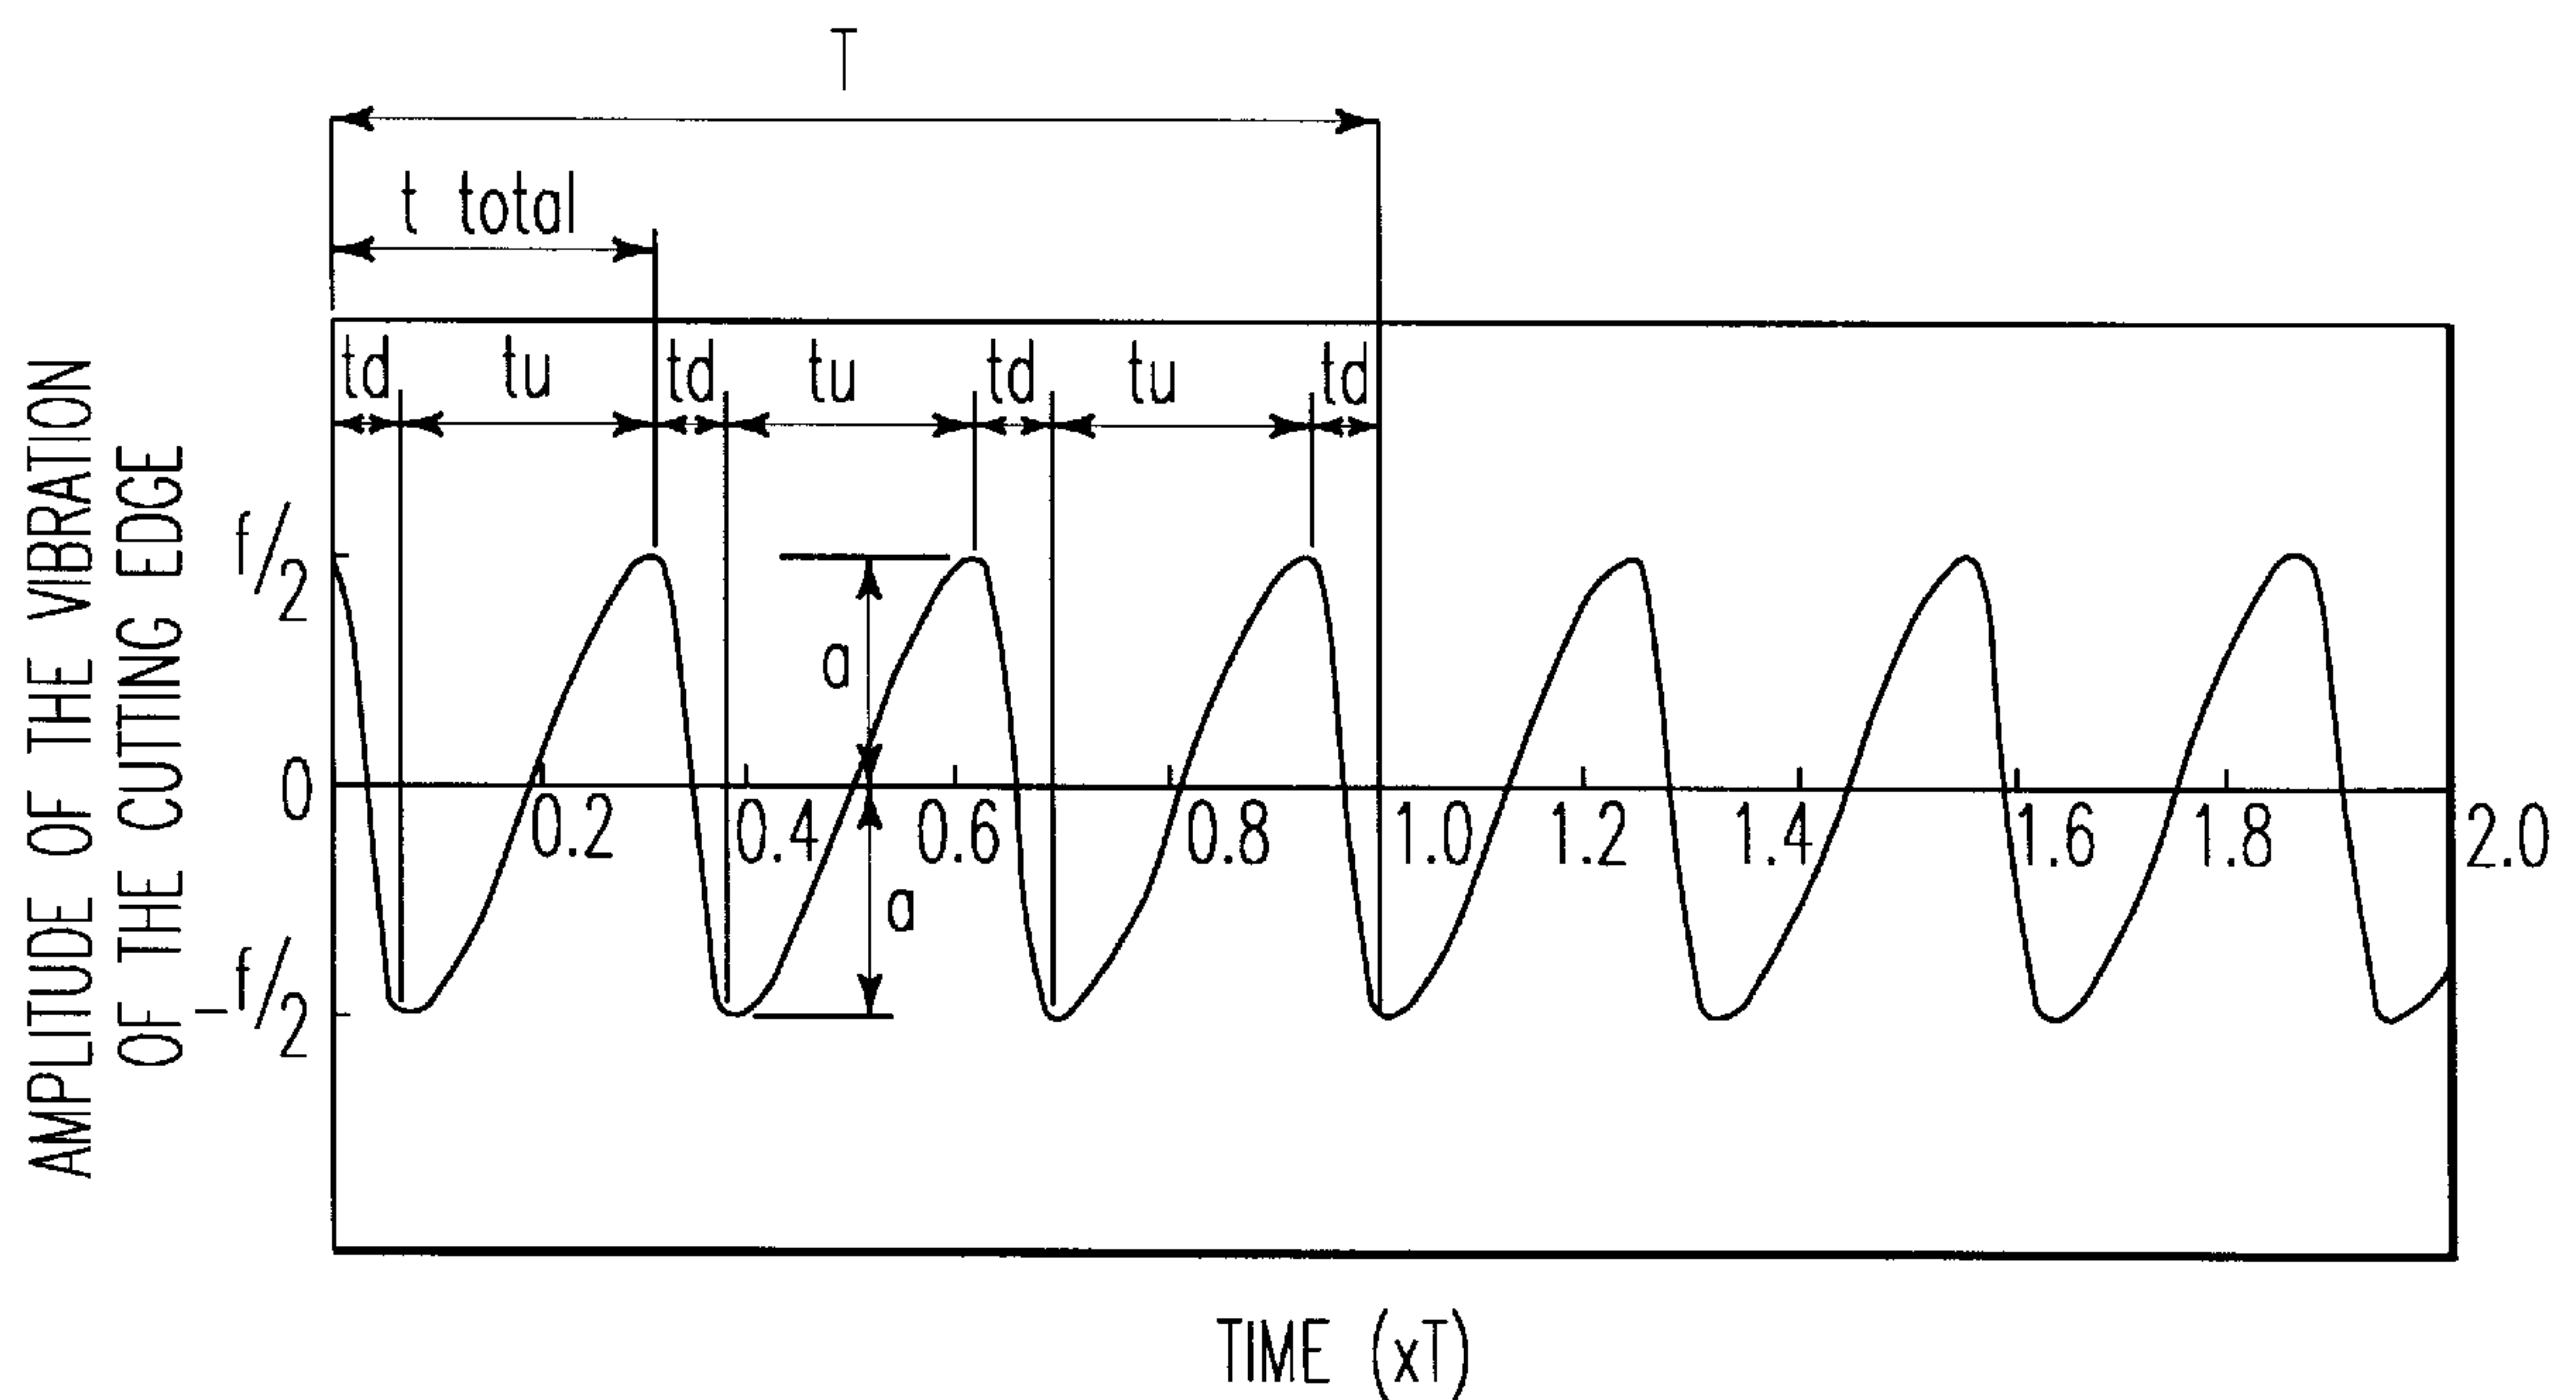 T
t total
td tu td tu td tu td
AMPLITUDE OF THE VIBRATION
OF THE CUTTING EDGE
f/2
a
0
0.2 0.4 0.6 0.8 1.0 1.2 1.4 1.6 1.8 2.0
a
-f/2
TIME (xT)